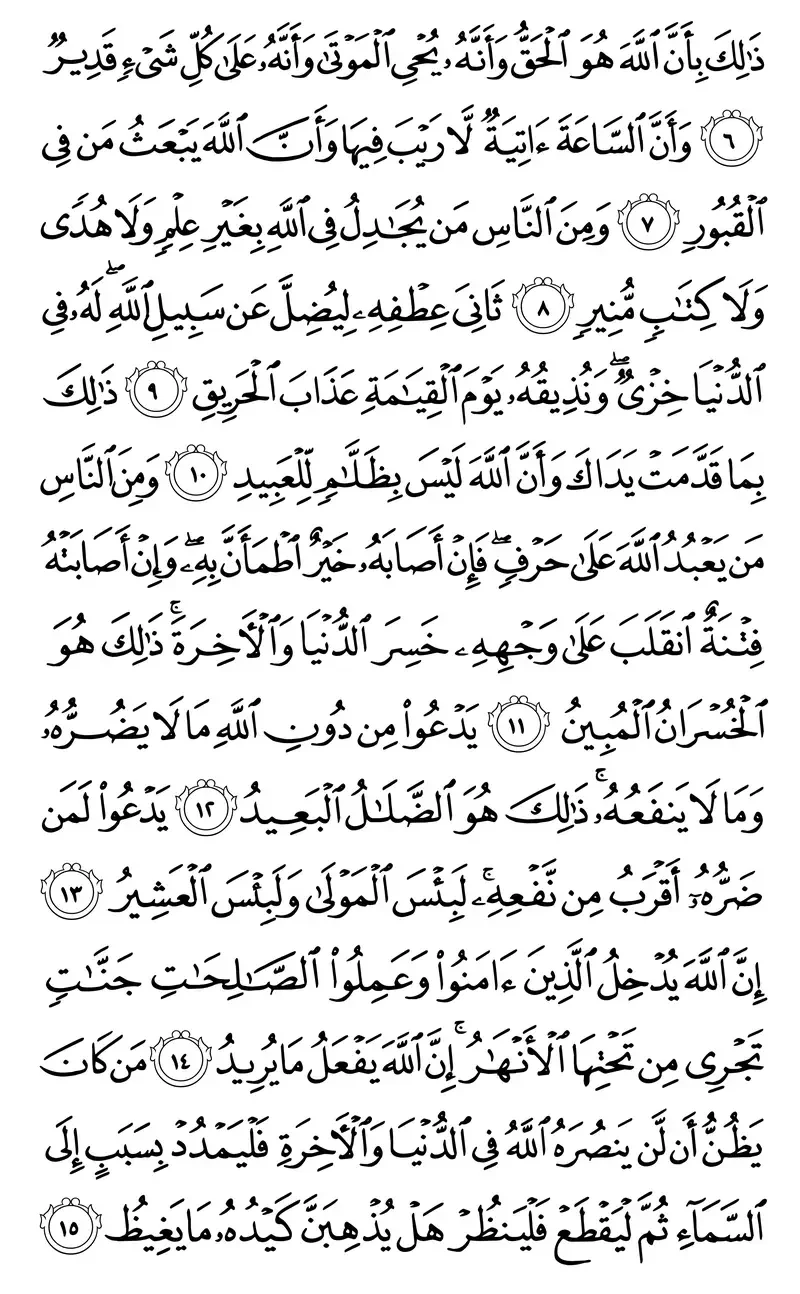 ذَٰلِكَ بِأَنَّ ٱللَّهَ هُوَ ٱلۡحَقُّ وَأَنَّهُۥ يُحۡيِ ٱلۡمَوۡتَىٰ وَأَنَّهُۥ عَلَىٰ كُلِّ شَيۡءٖ قَدِيرٞ
٦ وَأَنَّ ٱلسَّاعَةَ ءَاتِيَةٞ لَّا رَيۡبَ فِيهَا وَأَنَّ ٱللَّهَ يَبۡعَثُ مَن فِي
ٱلۡقُبُورِ ٧ وَمِنَ ٱلنَّاسِ مَن يُجَٰدِلُ فِي ٱللَّهِ بِغَيۡرِ عِلۡمٖ وَلَا هُدٗى
وَلَا كِتَٰبٖ مُّنِيرٖ ٨ ثَانِيَ عِطۡفِهِۦ لِيُضِلَّ عَن سَبِيلِ ٱللَّهِۖ لَهُۥ فِي
ٱلدُّنۡيَا خِزۡيٞۖ وَنُذِيقُهُۥ يَوۡمَ ٱلۡقِيَٰمَةِ عَذَابَ ٱلۡحَرِيقِ ٩ ذَٰلِكَ
بِمَا قَدَّمَتۡ يَدَاكَ وَأَنَّ ٱللَّهَ لَيۡسَ بِظَلَّٰمٖ لِّلۡعَبِيدِ ١٠ وَمِنَ ٱلنَّاسِ
مَن يَعۡبُدُ ٱللَّهَ عَلَىٰ حَرۡفٖۖ فَإِنۡ أَصَابَهُۥ خَيۡرٌ ٱطۡمَأَنَّ بِهِۦۖ وَإِنۡ أَصَابَتۡهُ
فِتۡنَةٌ ٱنقَلَبَ عَلَىٰ وَجۡهِهِۦ خَسِرَ ٱلدُّنۡيَا وَٱلۡأٓخِرَةَۚ ذَٰلِكَ هُوَ
ٱلۡخُسۡرَانُ ٱلۡمُبِينُ ١١ يَدۡعُواْ مِن دُونِ ٱللَّهِ مَا لَا يَضُرُّهُۥ
وَمَا لَا يَنفَعُهُۥۚ ذَٰلِكَ هُوَ ٱلضَّلَٰلُ ٱلۡبَعِيدُ ١٢ يَدۡعُواْ لَمَن
ضَرُّهُۥٓ أَقۡرَبُ مِن نَّفۡعِهِۦۚ لَبِئۡسَ ٱلۡمَوۡلَىٰ وَلَبِئۡسَ ٱلۡعَشِيرُ ١٣
إِنَّ ٱللَّهَ يُدۡخِلُ ٱلَّذِينَ ءَامَنُواْ وَعَمِلُواْ ٱلصَّٰلِحَٰتِ جَنَّٰتٖ
تَجۡرِي مِن تَحۡتِهَا ٱلۡأَنۡهَٰرُۚ إِنَّ ٱللَّهَ يَفۡعَلُ مَا يُرِيدُ ١٤ مَن كَانَ
يَظُنُّ أَن لَّن يَنصُرَهُ ٱللَّهُ فِي ٱلدُّنۡيَا وَٱلۡأٓخِرَةِ فَلۡيَمۡدُدۡ بِسَبَبٍ إِلَى
ٱلسَّمَآءِ ثُمَّ لۡيَقۡطَعۡ فَلۡيَنظُرۡ هَلۡ يُذۡهِبَنَّ كَيۡدُهُۥ مَا يَغِيظُ ١٥